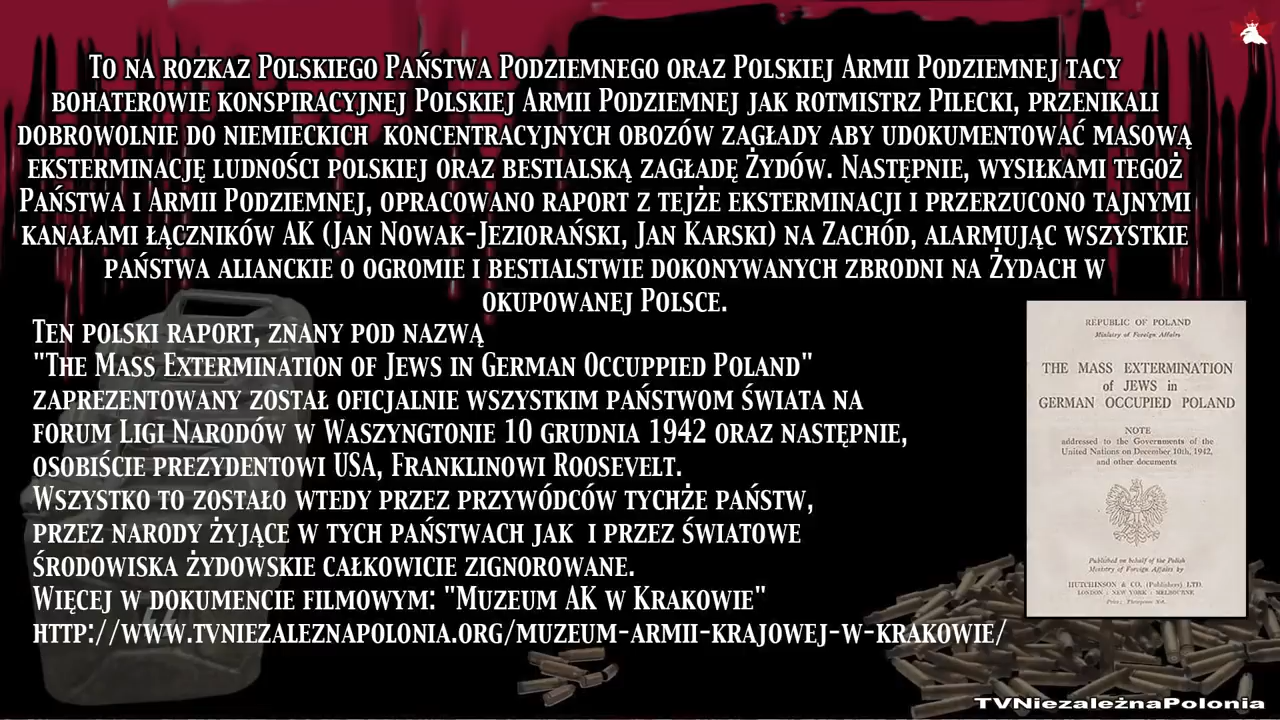 To na rozkaz Polskiego Państwa Podziemnego oraz Polskiej Armii Podziemnej tacy
bohaterowie konspiracyjnej Polskiej Armii Podziemnej jak rotmistrz Pilecki, przenikali
dobrowolnie do niemieckich koncentracyjnych obozów zagłady aby udokumentować masową
eksterminację ludności polskiej oraz bestialską zagładę Żydów. Następnie, wysiłkami tegoż
Państwa i Armii Podziemnej, opracowano raport z tejże eksterminacji i przerzucono tajnymi
kanałami łączników AK (Jan Nowak-Jeziorański, Jan Karski) na Zachód, alarmując wszystkie
państwa alianckie o ogromie i bestialstwie dokonywanych zbrodni na Żydach w
okupowanej Polsce.
Ten polski raport, znany pod nazwą
"The Mass Extermination of Jews in German Occuppied Poland"
zaprezentowany został oficjalnie wszystkim państwom świata na
forum Ligi Narodów w Waszyngtonie 10 grudnia 1942 oraz następnie,
osobiście prezydentowi USA, Franklinowi Roosevelt.
Wszystko to zostało wtedy przez przywódców tychże państw,
przez narody żyjące w tych państwach jak i przez światowe
środowiska żydowskie całkowicie zignorowane.
Więcej w dokumencie filmowym: "Muzeum AK w Krakowie"
http://www.tvniezaleznapolonia.org/muzeum-armii-krajowej-w-krakowie/
REPUBLIC OF POLAND
Ministry of Foreign Affairs
THE MASS EXTERMINATION
of JEWS in
GERMAN OCCUPIED POLAND
NOTE
addressed to the Governments of the
United Nations on December 10th, 1942,
and other documents
Published on behalf of the Polish
Ministry of Foreign Affairs by
HUTCHINSON & CO. (Publishers) LTD.
LONDON : NEW YORK : MELBOURNE
TVNiezależnaPolonia